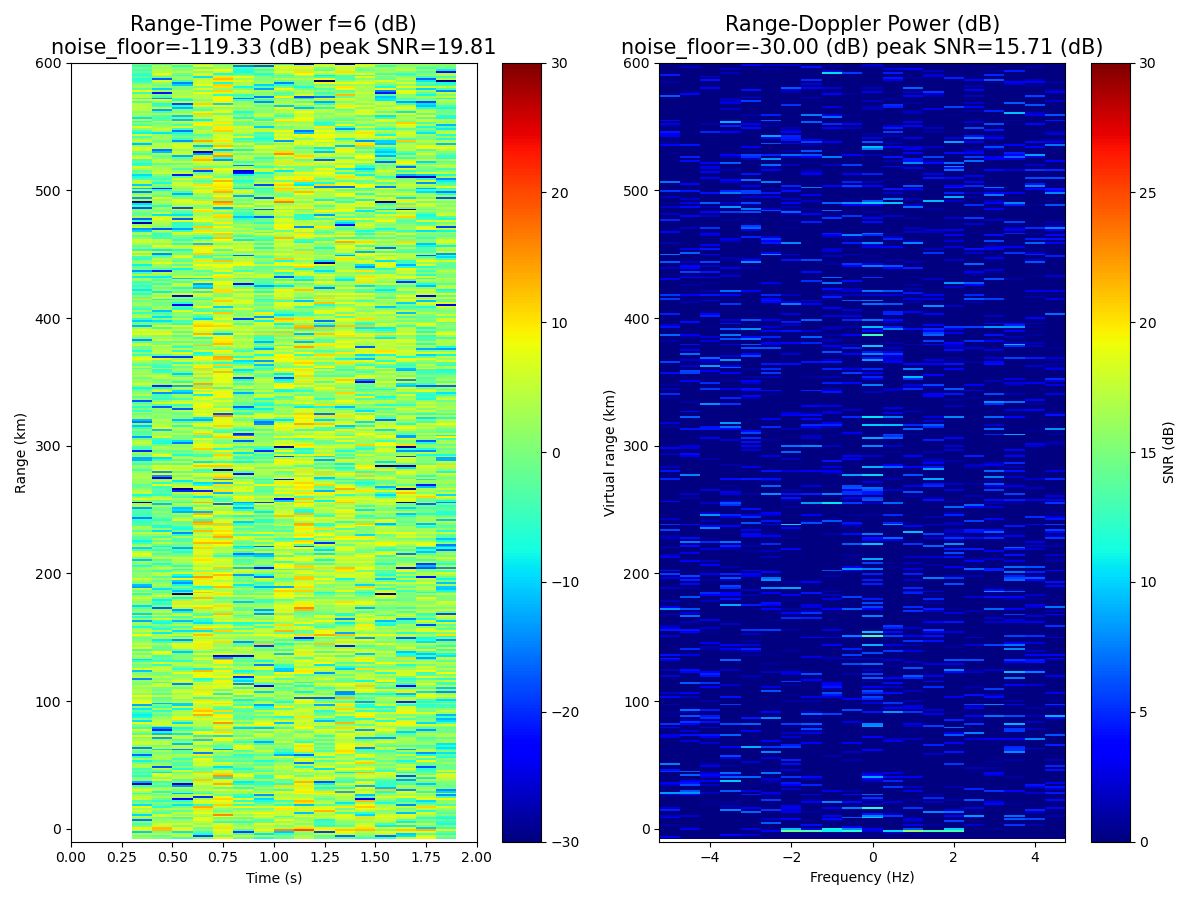 Range-Time Power f=6 (dB)
noise_floor=-119.33 (dB) peak SNR=19.81
600
500
400
300
200
100
0
Range (km)
0.00 0.25 0.50 0.75 1.00 1.25 1.50 1.75 2.00
Time (s)
30
20
10
0
−10
−20
−30
Range-Doppler Power (dB)
noise_floor=-30.00 (dB) peak SNR=15.71 (dB)
600
500
400
300
200
100
0
Virtual range (km)
−4 −2 0 2 4
Frequency (Hz)
30
25
20
15
10
5
0
SNR (dB)